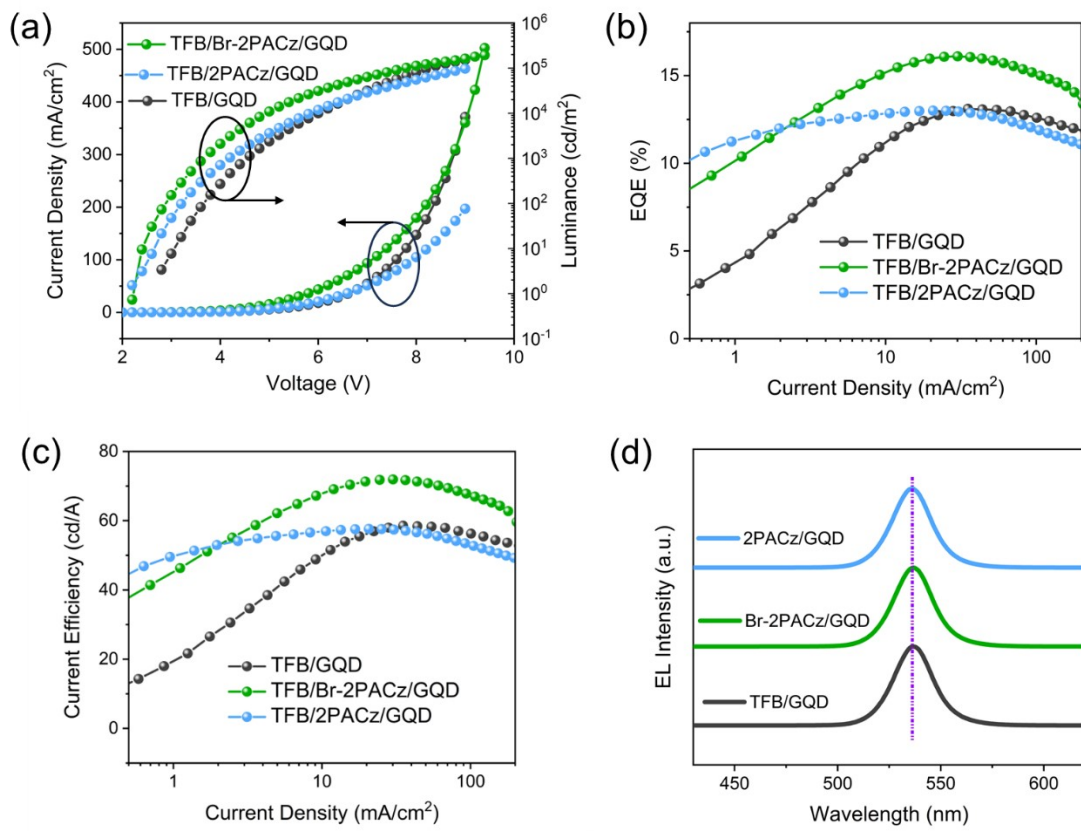 (a)
TFB/Br-2PACz/GQD
TFB/2PACz/GQD
TFB/GQD
Current Density (mA/cm²)
500
400
300
200
100
0
2 4 6 8 10
Voltage (V)
10⁶
10⁵
10⁴
10³
10²
10¹
10⁰
10⁻¹
Luminance (cd/m²)
(b)
EQE (%)
15
10
5
0
TFB/GQD
TFB/Br-2PACz/GQD
TFB/2PACz/GQD
1 10 100
Current Density (mA/cm²)
(c)
Current Efficiency (cd/A)
80
60
40
20
0
TFB/GQD
TFB/Br-2PACz/GQD
TFB/2PACz/GQD
1 10 100
Current Density (mA/cm²)
(d)
EL Intensity (a.u.)
2PACz/GQD
Br-2PACz/GQD
TFB/GQD
450 500 550 600
Wavelength (nm)